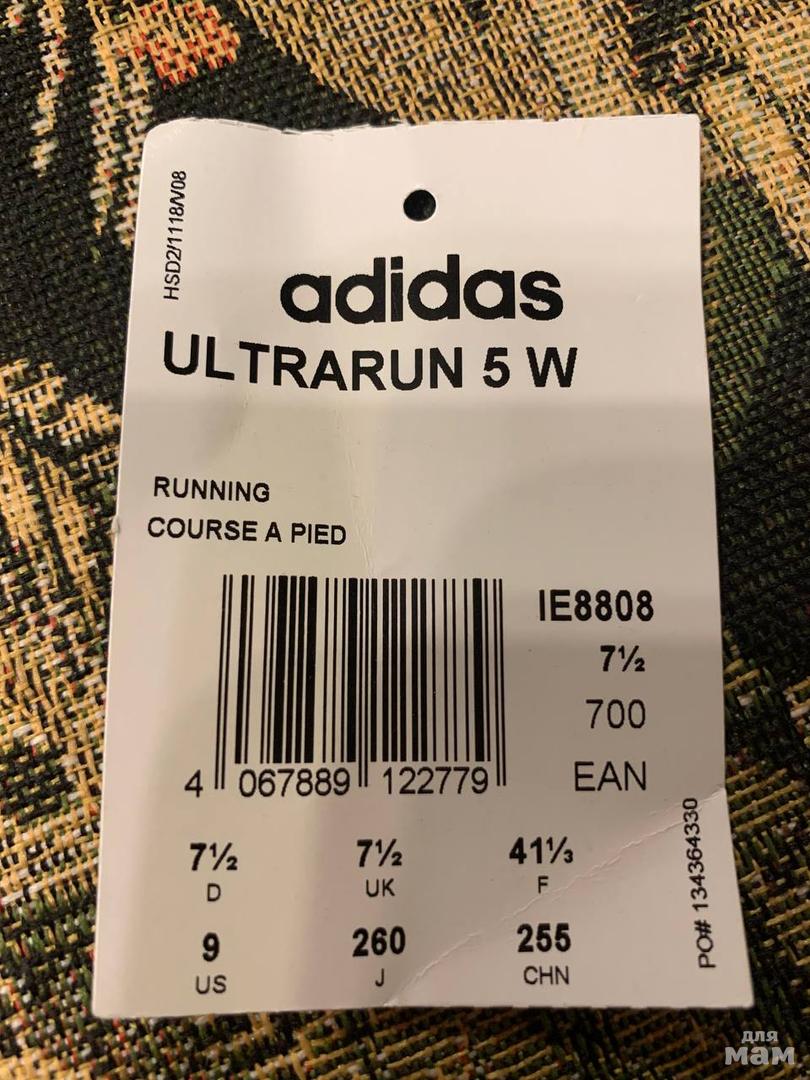 HSD2/1118/V08
adidas
ULTRARUN 5 W
RUNNING
COURSE A PIED
IE8808
7½
700
EAN
4 067889 122779
7½ 7½ 41⅓
D UK F
9 260 255
US J CHN
PO# 134364330
для
мам